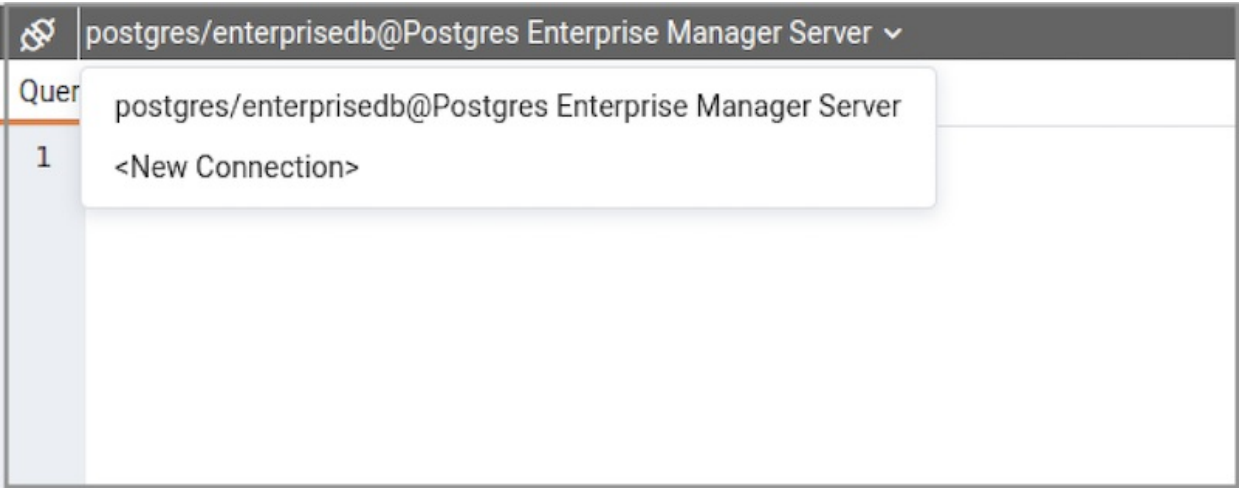 postgres/enterprisedb@Postgres Enterprise Manager Server
Quer
postgres/enterprisedb@Postgres Enterprise Manager Server
<New Connection>
1